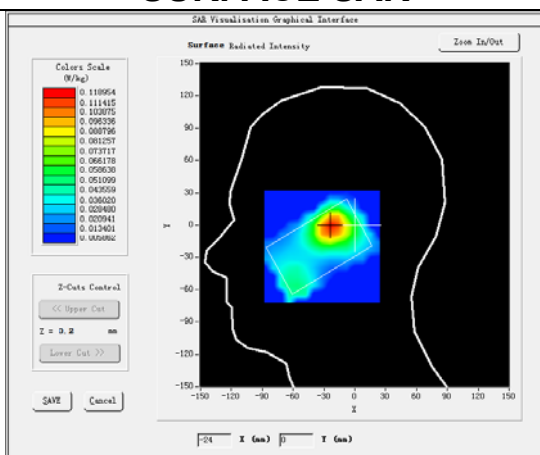 SAR Visualisation Graphical Interface
Surface Radiated Intensity
Zoom In/Out
Colors Scale
(W/kg)
0.118954
0.111415
0.103875
0.096336
0.088796
0.081257
0.073717
0.066178
0.058638
0.051099
0.043559
0.036020
0.028480
0.020941
0.013401
0.005862
150
120
90
60
30
0
-30
-60
-90
-120
-150
Y
-150 -120 -90 -60 -30 0 30 60 90 120 150
X
Z-Cuts Control
<< Upper Cut
Z = 3.2 mm
Lower Cut >>
SAVE Cancel
-24 X (mm) 0 Y (mm)